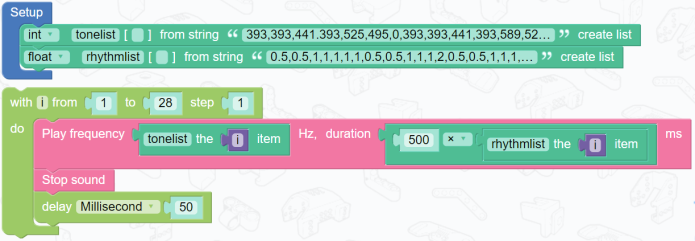 Setup
int tonelist [ ] from string “ 393,393,441,393,525,495,0,393,393,441,393,589,52... ” create list
float rhythmlist [ ] from string “ 0.5,0.5,1,1,1,1,1,0.5,0.5,1,1,1,2,0.5,0.5,1,1,1,... ” create list
with i from 1 to 28 step 1
do Play frequency tonelist the i item Hz, duration 500 × rhythmlist the i item ms
Stop sound
delay Millisecond 50